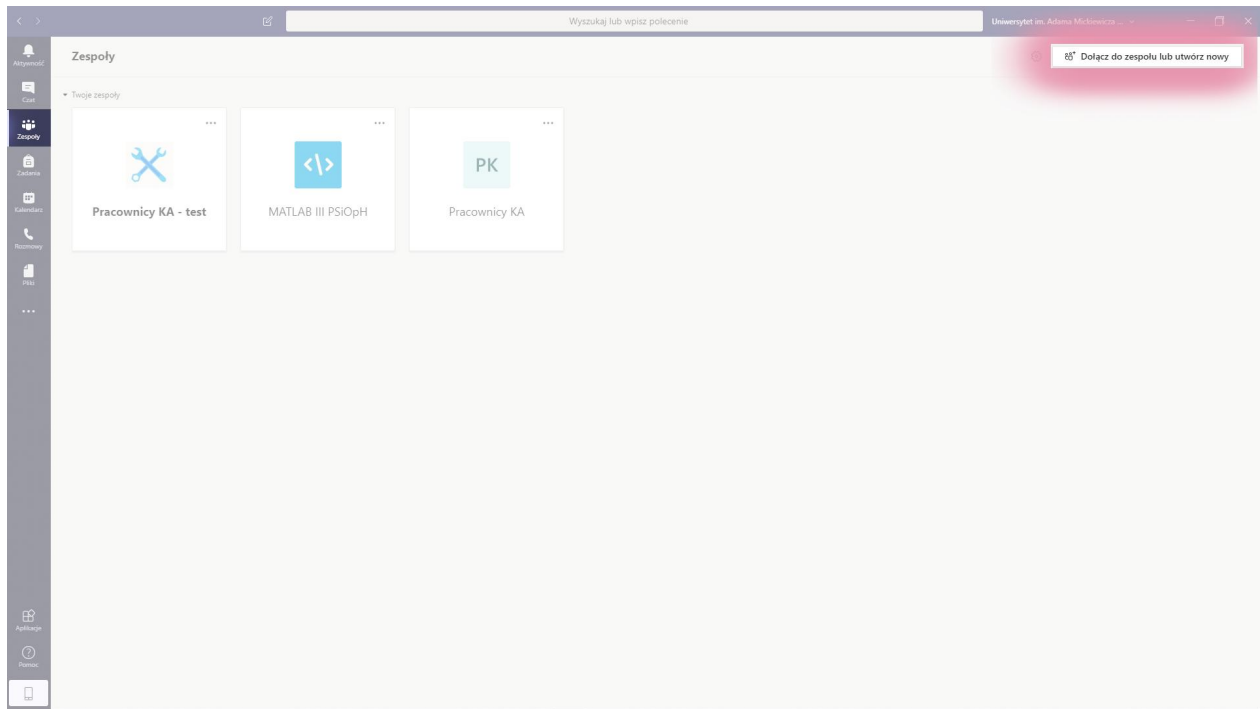 Wyszukaj lub wpisz polecenie
Uniwersytet im. Adama Mickiewicza ...
Aktywność
Czat
Zespoły
Zadania
Kalendarz
Rozmowy
Pliki
Aplikacje
Pomoc
Zespoły
Dołącz do zespołu lub utwórz nowy
Twoje zespoły
Pracownicy KA - test
</>
MATLAB III PSiOpH
PK
Pracownicy KA